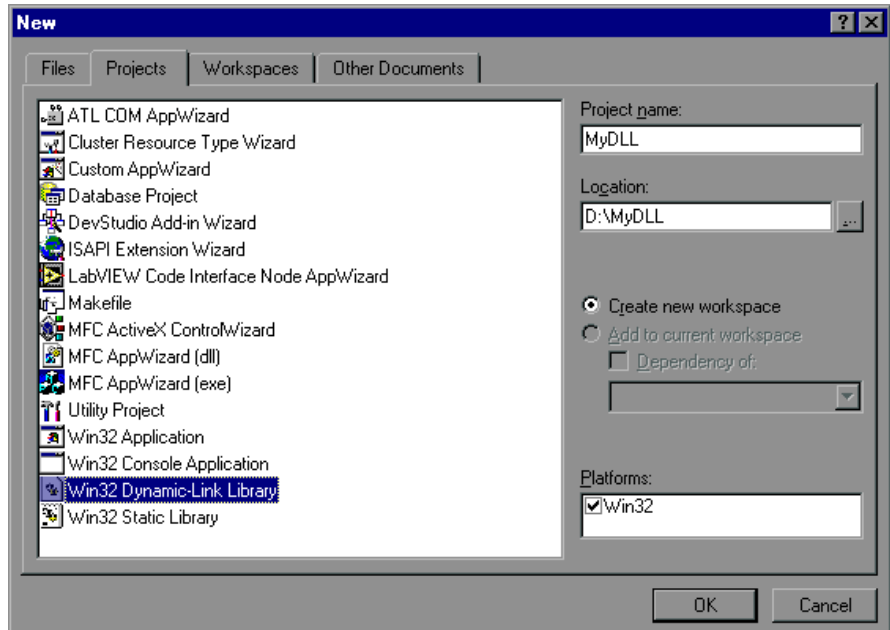 New
Files Projects Workspaces Other Documents
ATL COM AppWizard
Cluster Resource Type Wizard
Custom AppWizard
Database Project
DevStudio Add-in Wizard
ISAPI Extension Wizard
LabVIEW Code Interface Node AppWizard
Makefile
MFC ActiveX ControlWizard
MFC AppWizard (dll)
MFC AppWizard (exe)
Utility Project
Win32 Application
Win32 Console Application
Win32 Dynamic-Link Library
Win32 Static Library
Project name:
MyDLL
Location:
D:\MyDLL
...
Create new workspace
Add to current workspace
Dependency of:
Platforms:
Win32
OK Cancel